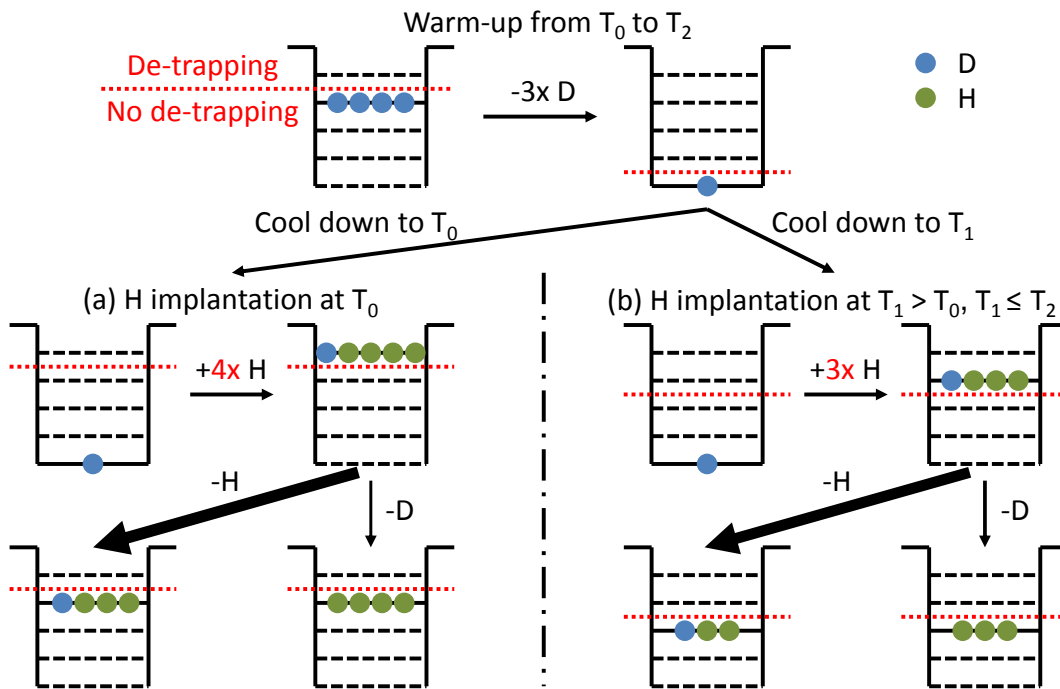 Warm-up from T₀ to T₂
De-trapping
No de-trapping
-3x D
D
H
Cool down to T₀
Cool down to T₁
(a) H implantation at T₀
(b) H implantation at T₁ > T₀, T₁ ≤ T₂
+4x H
+3x H
-H
-D
-H
-D